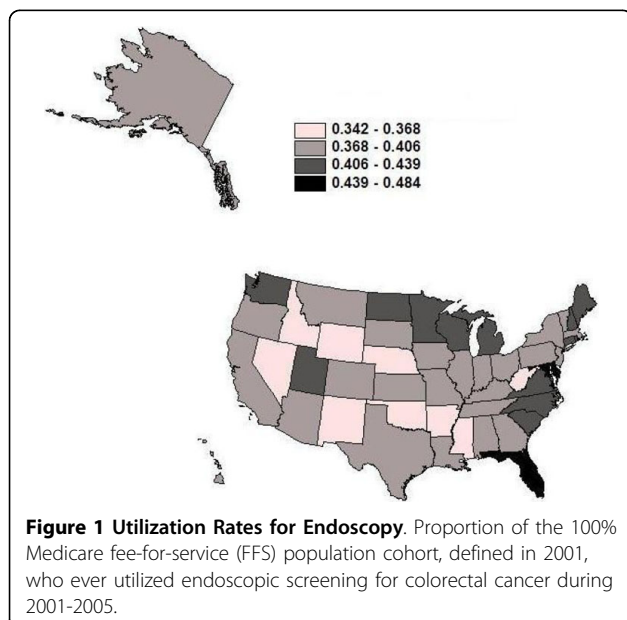 0.342 - 0.368
0.368 - 0.406
0.406 - 0.439
0.439 - 0.484
Figure 1 Utilization Rates for Endoscopy. Proportion of the 100%
Medicare fee-for-service (FFS) population cohort, defined in 2001,
who ever utilized endoscopic screening for colorectal cancer during
2001-2005.